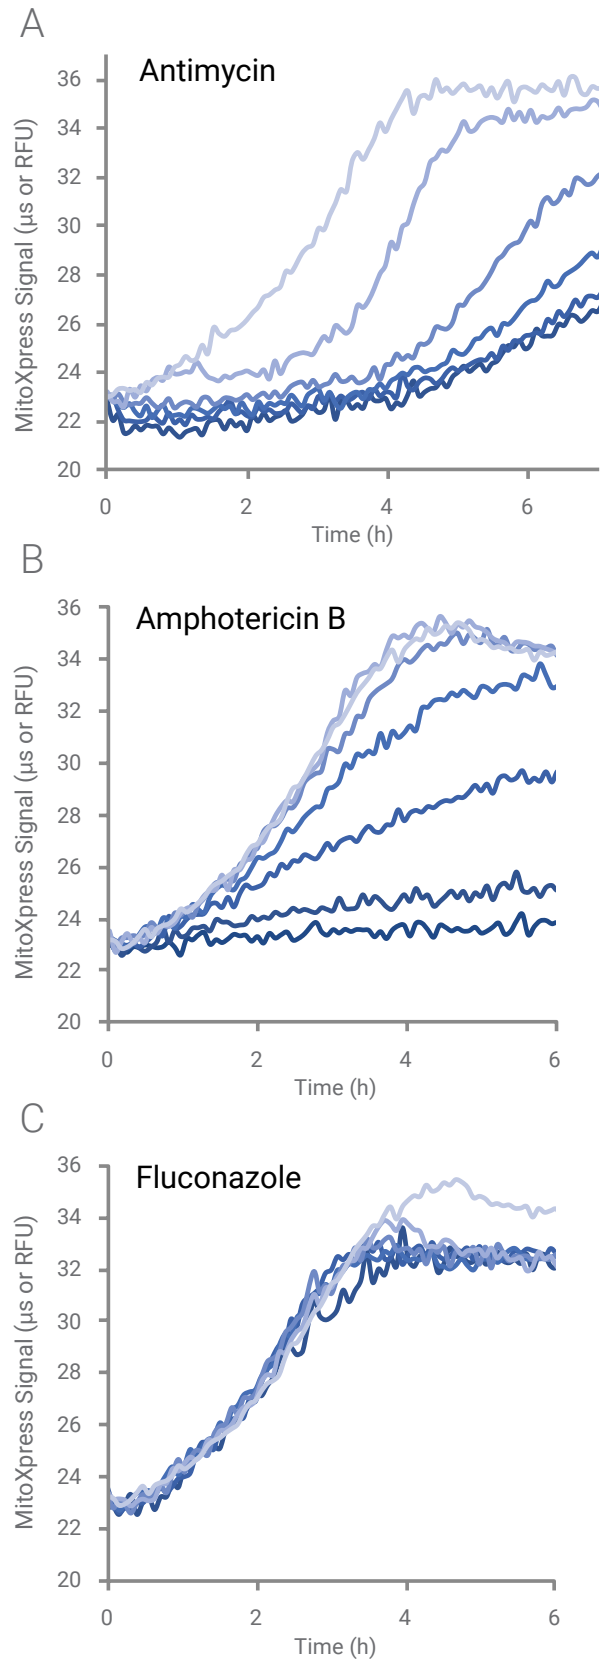 A
Antimycin
MitoXpress Signal (µs or RFU)
36
34
32
30
28
26
24
22
20
0 2 4 6
Time (h)
B
Amphotericin B
MitoXpress Signal (µs or RFU)
36
34
32
30
28
26
24
22
20
0 2 4 6
Time (h)
C
Fluconazole
MitoXpress Signal (µs or RFU)
36
34
32
30
28
26
24
22
20
0 2 4 6
Time (h)